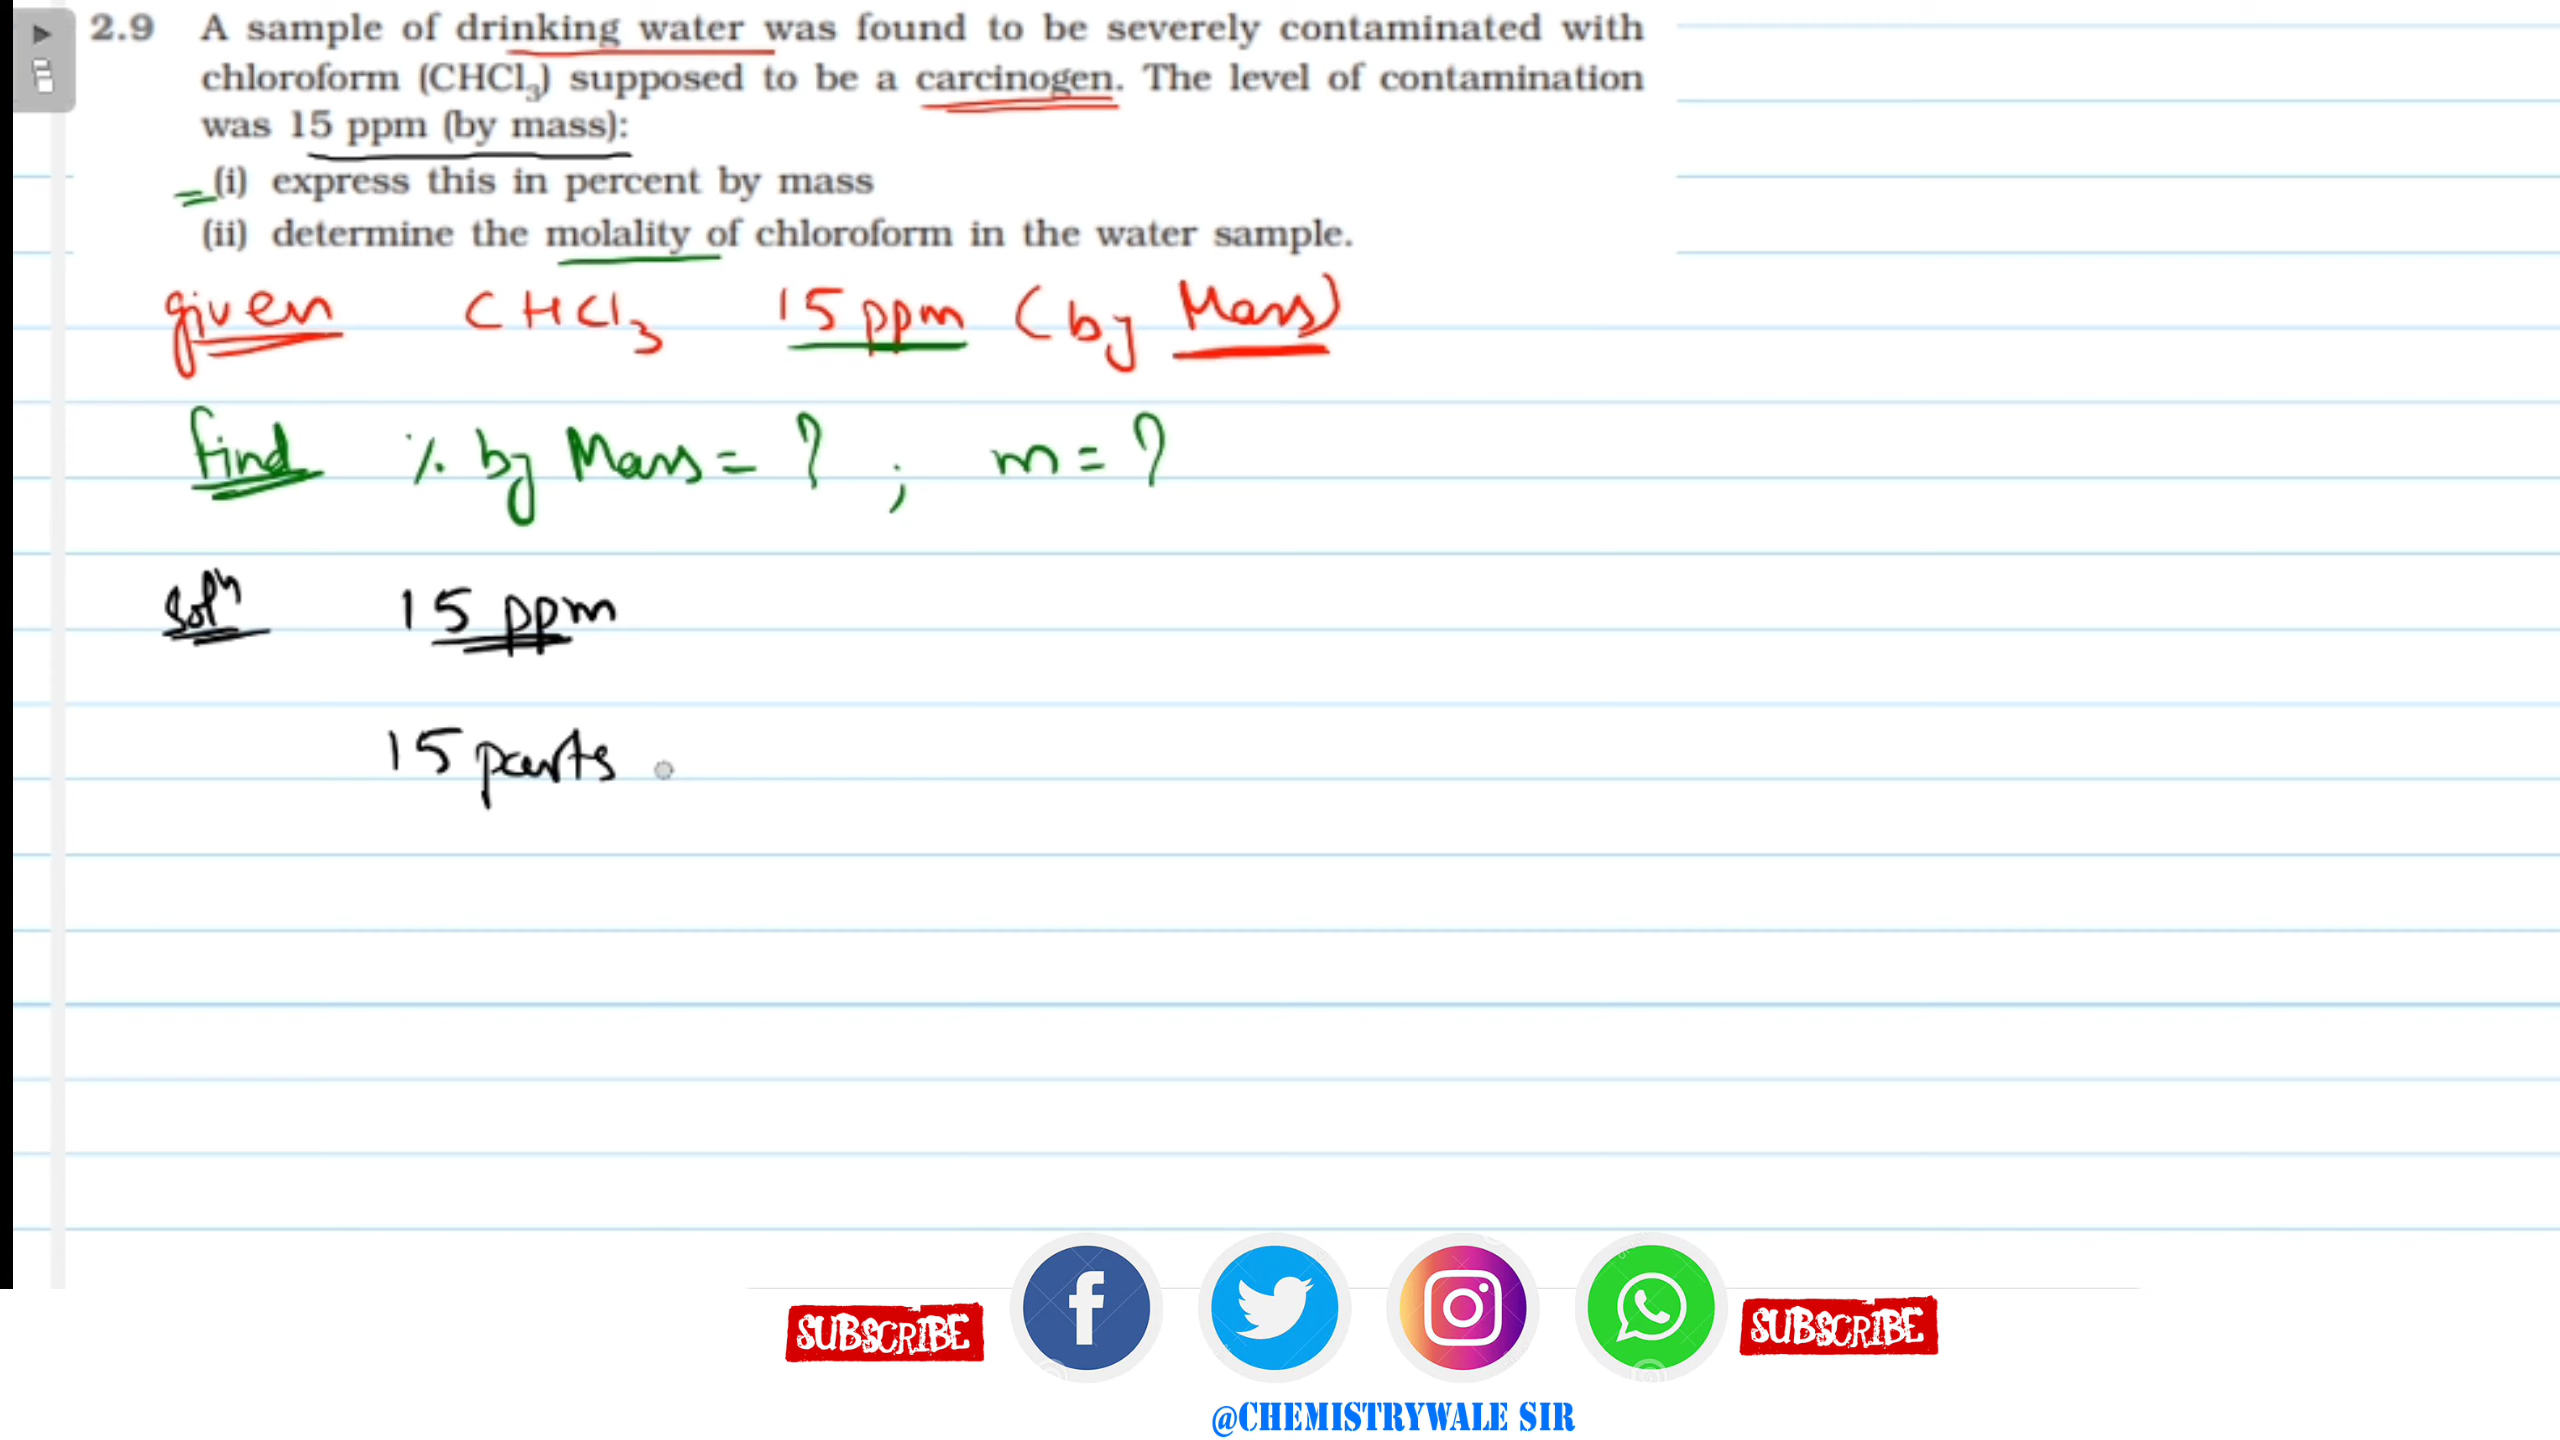 2.9 A sample of drinking water was found to be severely contaminated with
chloroform (CHCl₃) supposed to be a carcinogen. The level of contamination
was 15 ppm (by mass):
(i) express this in percent by mass
(ii) determine the molality of chloroform in the water sample.
given CHCl₃ 15 ppm (by Mass)
find % by Mass = ? ; m = ?
Solⁿ 15 ppm
15 parts
SUBSCRIBE SUBSCRIBE
@CHEMISTRYWALE SIR